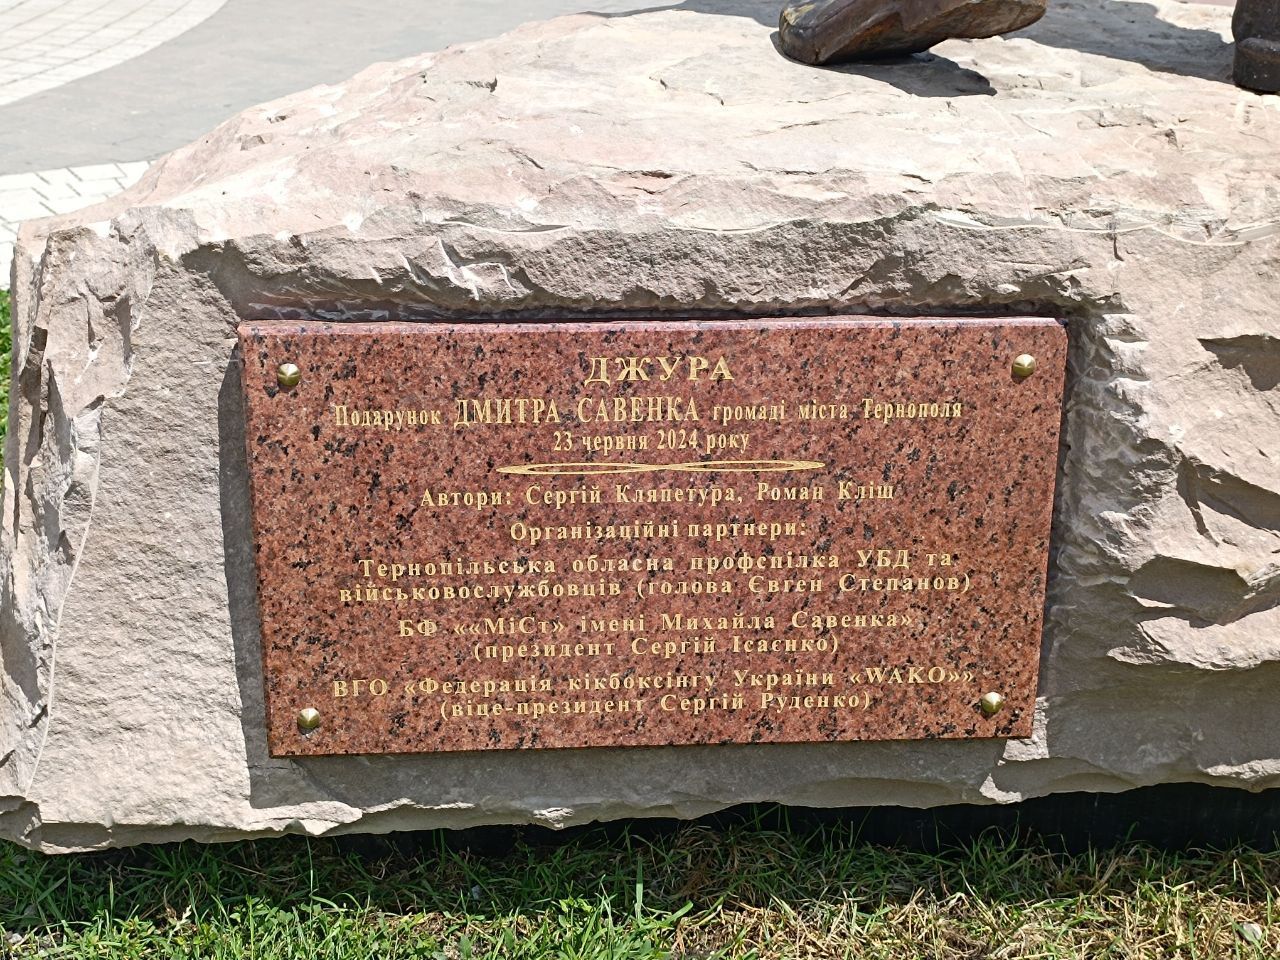 ДЖУРА
Подарунок ДМИТРА САВЕНКА громаді міста Тернополя
23 червня 2024 року
Автори: Сергій Кляпетура, Роман Кліщ
Організаційні партнери:
Тернопільська обласна профспілка УБД та
військовослужбовців (голова Євген Степанов)
БФ ««МіСт» імені Михайла Савенка»
(президент Сергій Ісаєнко)
ВГО «Федерація кікбоксінгу України «WAKO»»
(віце-президент Сергій Руденко)